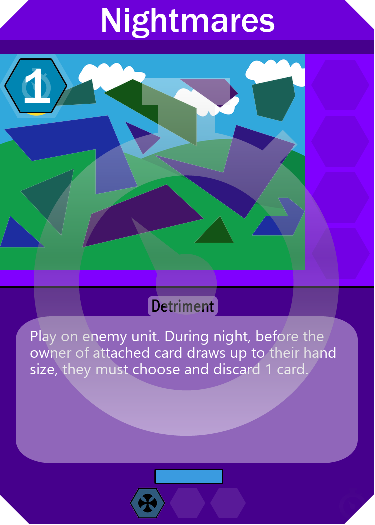 Nightmares
1
Detriment
Play on enemy unit. During night, before the
owner of attached card draws up to their hand
size, they must choose and discard 1 card.